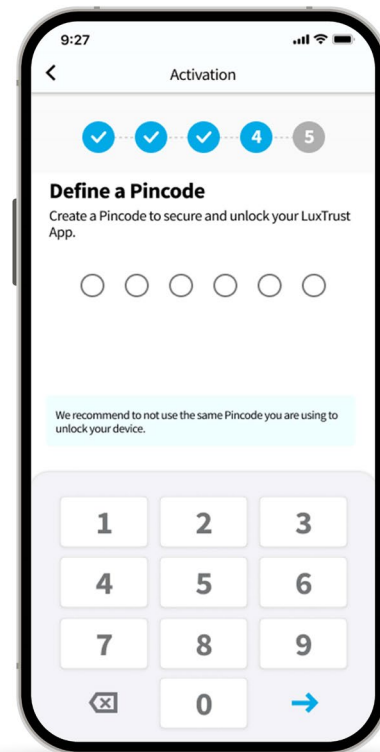 9:27
Activation
4 5
Define a Pincode
Create a Pincode to secure and unlock your LuxTrust
App.
We recommend to not use the same Pincode you are using to
unlock your device.
1 2 3
4 5 6
7 8 9
0